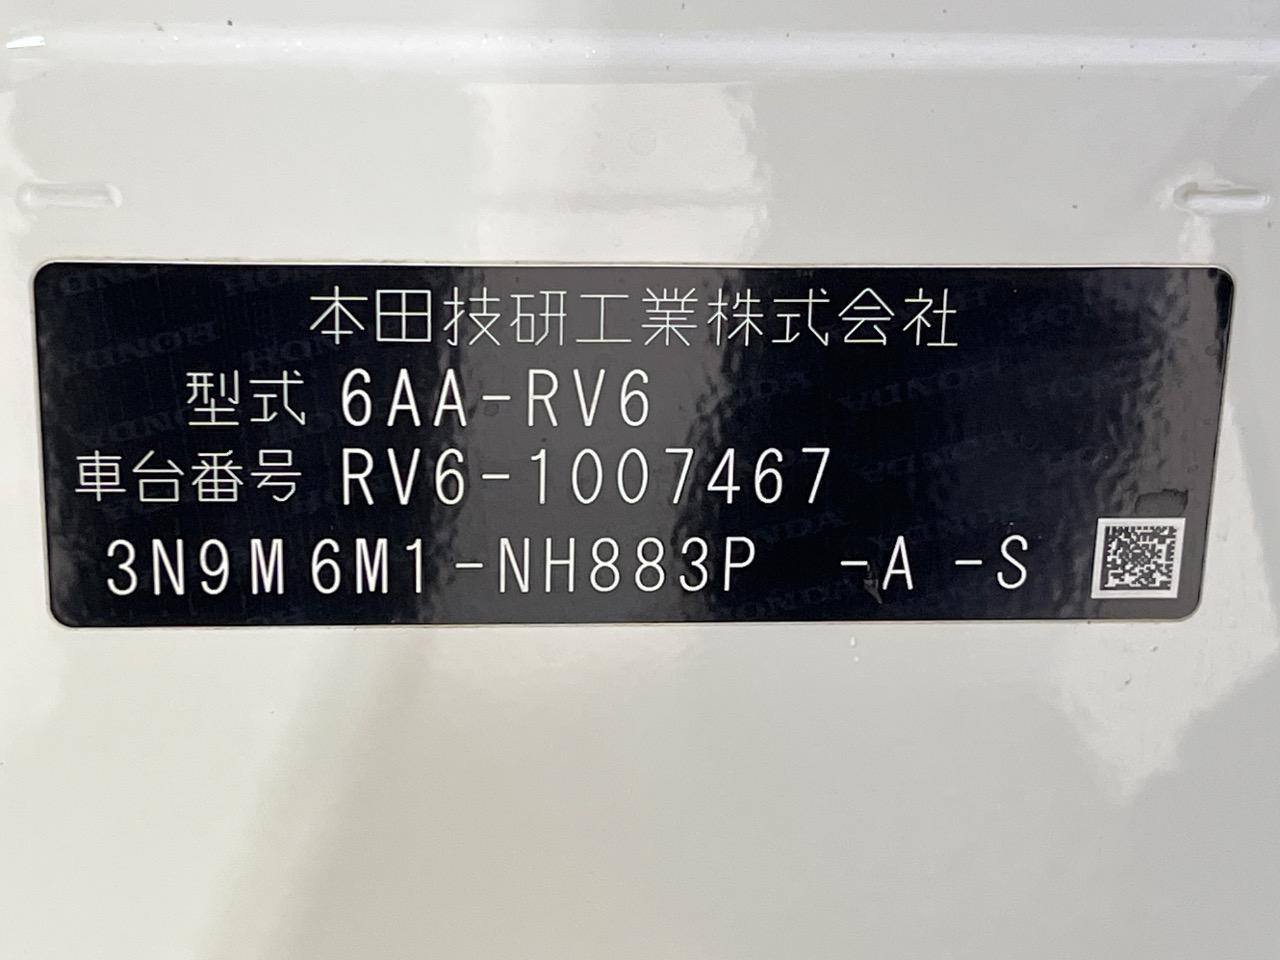 本田技研工業株式会社
型式 6AA-RV6
車台番号 RV6-1007467
3N9M6M1-NH883P -A -S